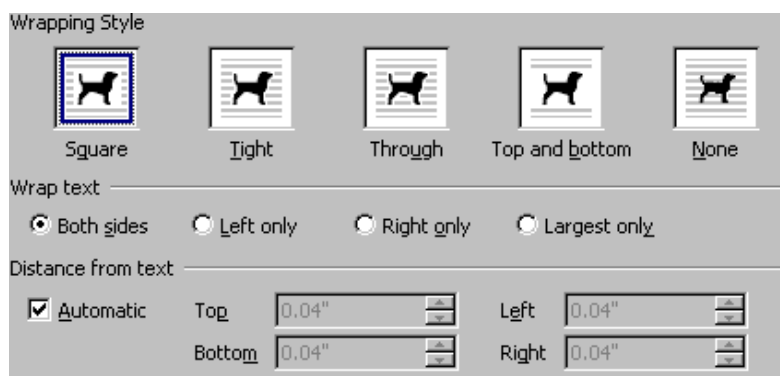 Wrapping Style
Square Tight Through Top and bottom None
Wrap text
Both sides Left only Right only Largest only
Distance from text
Automatic Top 0.04" Left 0.04"
Bottom 0.04" Right 0.04"